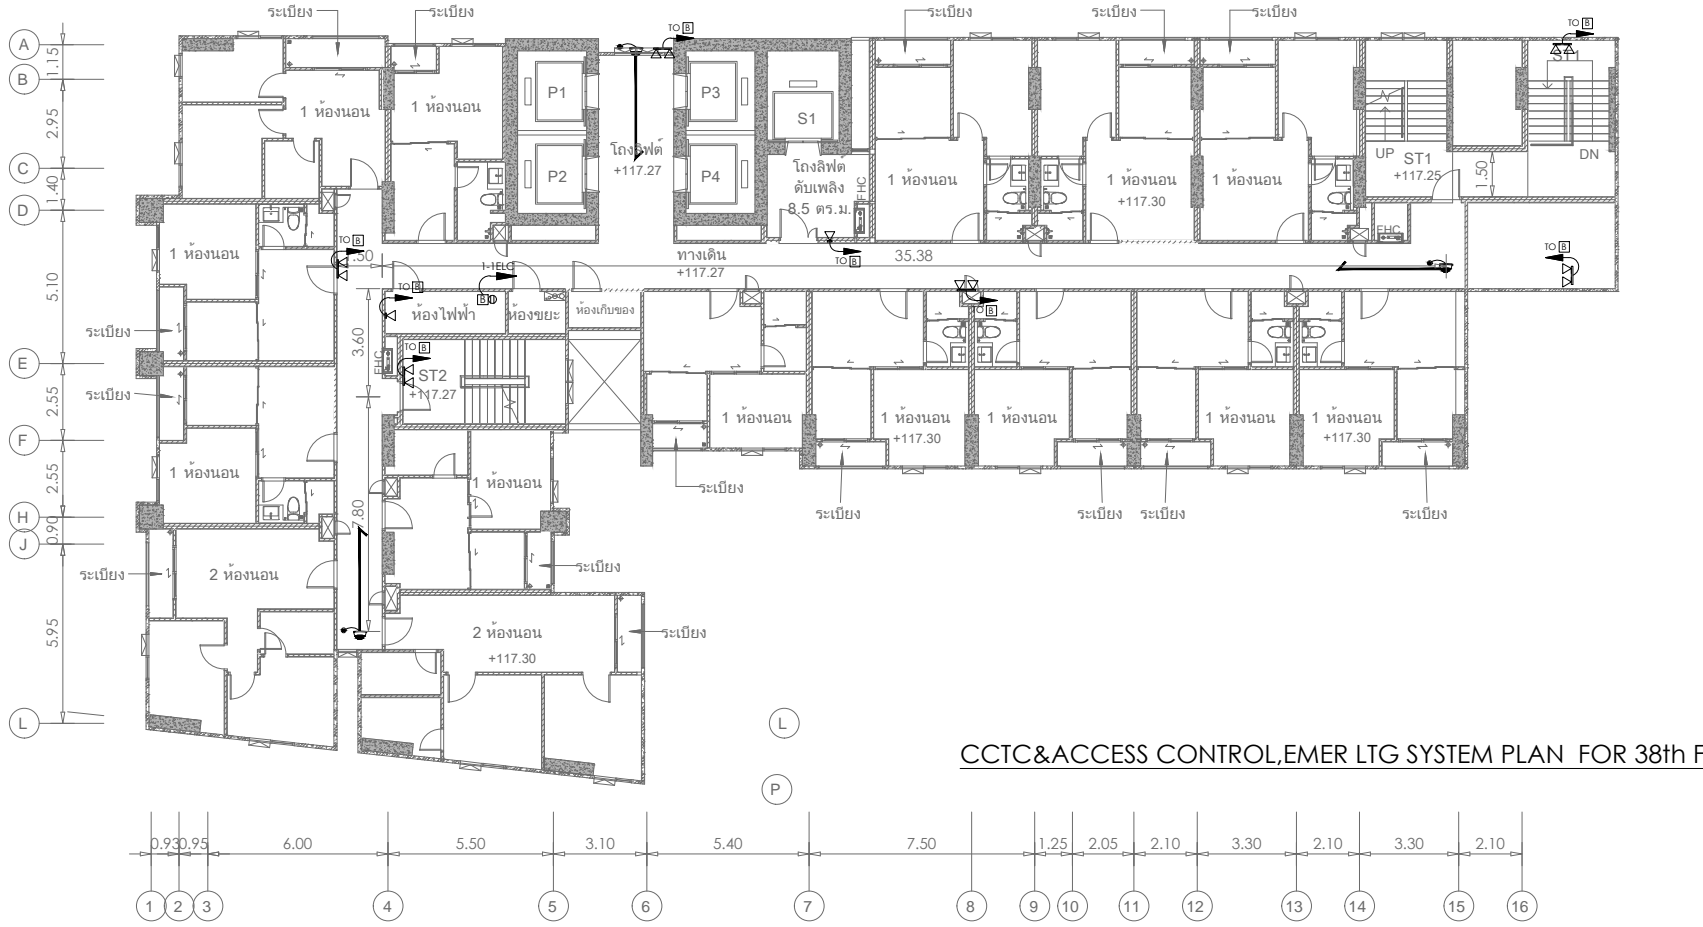 ระเบียง
ระเบียง
ระเบียง
ระเบียง
ระเบียง
TO B
TO B
A
1.15
B
2.95
C
1.40
D
5.10
E
2.55
F
2.55
H
0.90
J
5.95
L
1 ห้องนอน
1 ห้องนอน
P1
P2
P3
P4
S1
โถงลิฟต์
+117.27
โถงลิฟต์
ดับเพลิง
8.5 ตร.ม.
FHC
1 ห้องนอน
1 ห้องนอน
+117.30
1 ห้องนอน
UP
ST1
+117.25
ST1
DN
1.50
FHC
1 ห้องนอน
TO B
.50
ทางเดิน
+117.27
TO B
35.38
TO B
1-1ELC
B
TO B
ห้องไฟฟ้า
ห้องขยะ
ห้องเก็บของ
TO B
ระเบียง
3.60
FHC
TO B
ST2
+117.27
ระเบียง
1 ห้องนอน
1 ห้องนอน
+117.30
1 ห้องนอน
1 ห้องนอน
1 ห้องนอน
+117.30
1 ห้องนอน
1 ห้องนอน
ระเบียง
ระเบียง
ระเบียง
ระเบียง
ระเบียง
7.80
ระเบียง
2 ห้องนอน
ระเบียง
2 ห้องนอน
+117.30
ระเบียง
L
P
CCTC&ACCESS CONTROL,EMER LTG SYSTEM PLAN FOR 38th F
0.93
0.95
6.00
5.50
3.10
5.40
7.50
1.25
2.05
2.10
3.30
2.10
3.30
2.10
1
2
3
4
5
6
7
8
9
10
11
12
13
14
15
16